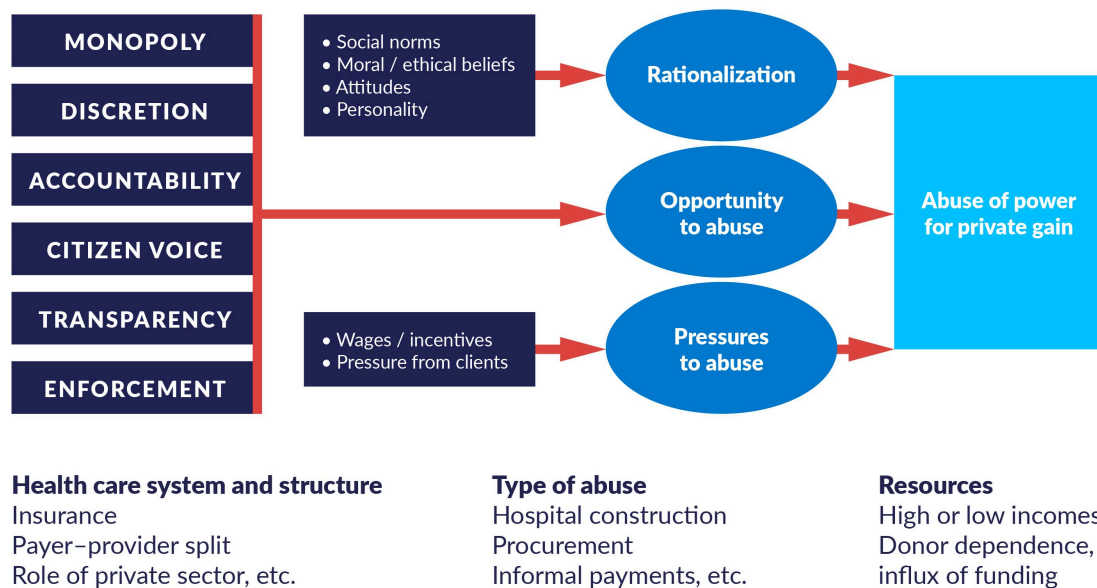 MONOPOLY
DISCRETION
ACCOUNTABILITY
CITIZEN VOICE
TRANSPARENCY
ENFORCEMENT
• Social norms
• Moral / ethical beliefs
• Attitudes
• Personality
• Wages / incentives
• Pressure from clients
Rationalization
Opportunity
to abuse
Pressures
to abuse
Abuse of power
for private gain
Health care system and structure
Insurance
Payer–provider split
Role of private sector, etc.
Type of abuse
Hospital construction
Procurement
Informal payments, etc.
Resources
High or low incomes
Donor dependence,
influx of funding